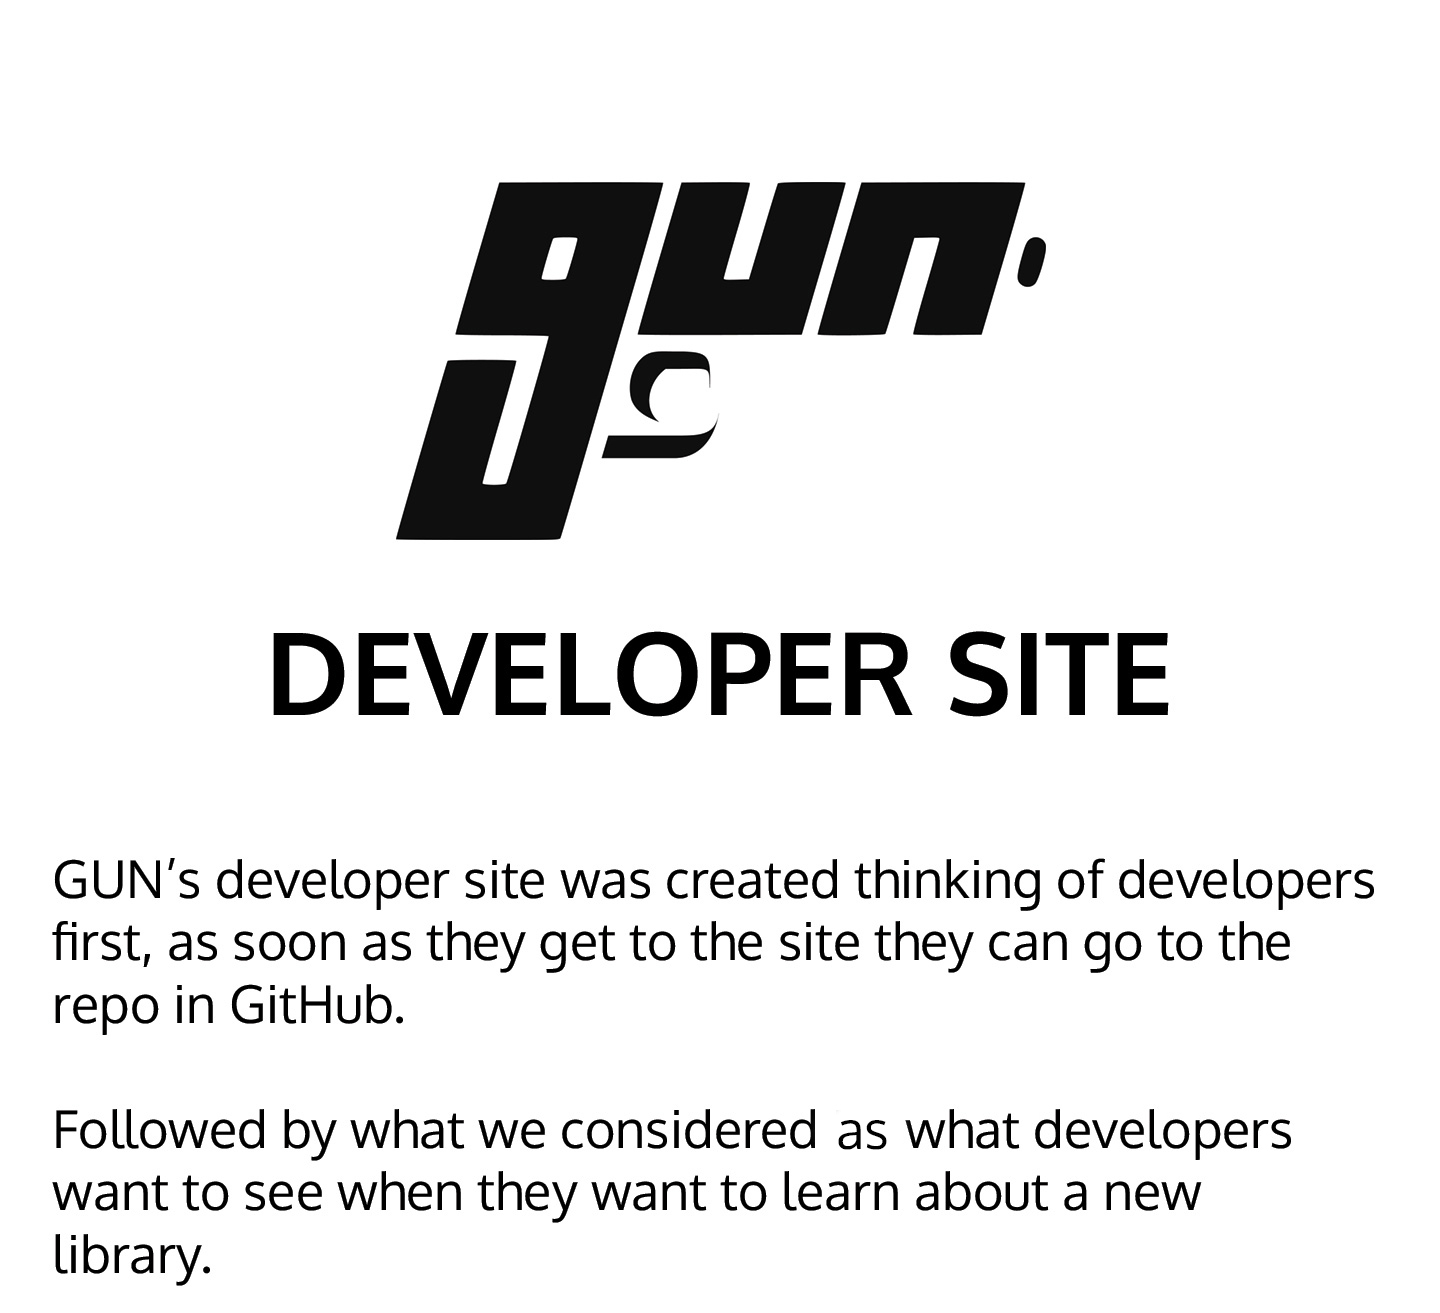 gun
DEVELOPER SITE
GUN's developer site was created thinking of developers
first, as soon as they get to the site they can go to the
repo in GitHub.
Followed by what we considered as what developers
want to see when they want to learn about a new
library.